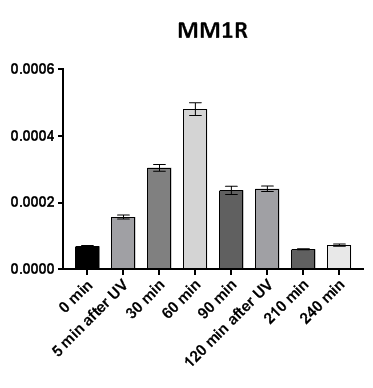 MM1R
0.0006
0.0004
0.0002
0.0000
0 min
5 min after UV
30 min
60 min
90 min
120 min after UV
210 min
240 min